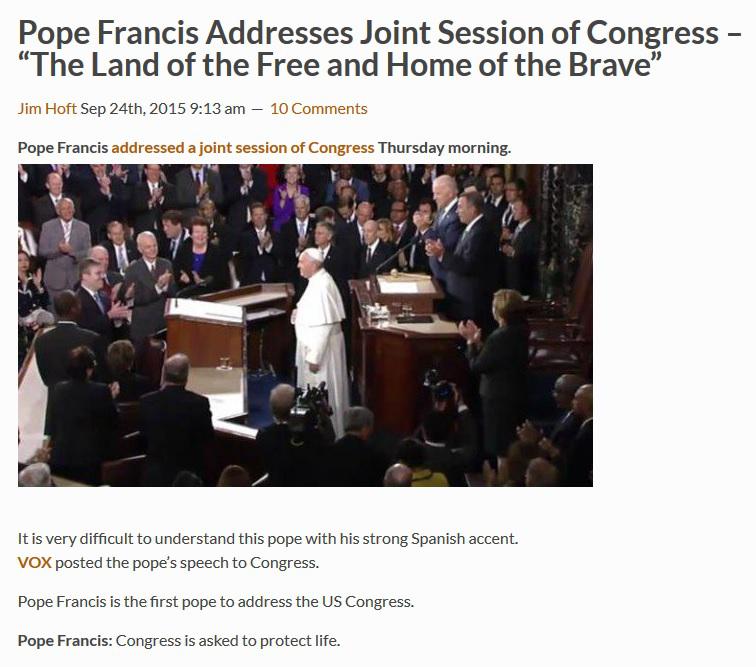 Pope Francis Addresses Joint Session of Congress –
“The Land of the Free and Home of the Brave”
Jim Hoft Sep 24th, 2015 9:13 am — 10 Comments
Pope Francis addressed a joint session of Congress Thursday morning.
It is very difficult to understand this pope with his strong Spanish accent.
VOX posted the pope’s speech to Congress.
Pope Francis is the first pope to address the US Congress.
Pope Francis: Congress is asked to protect life.